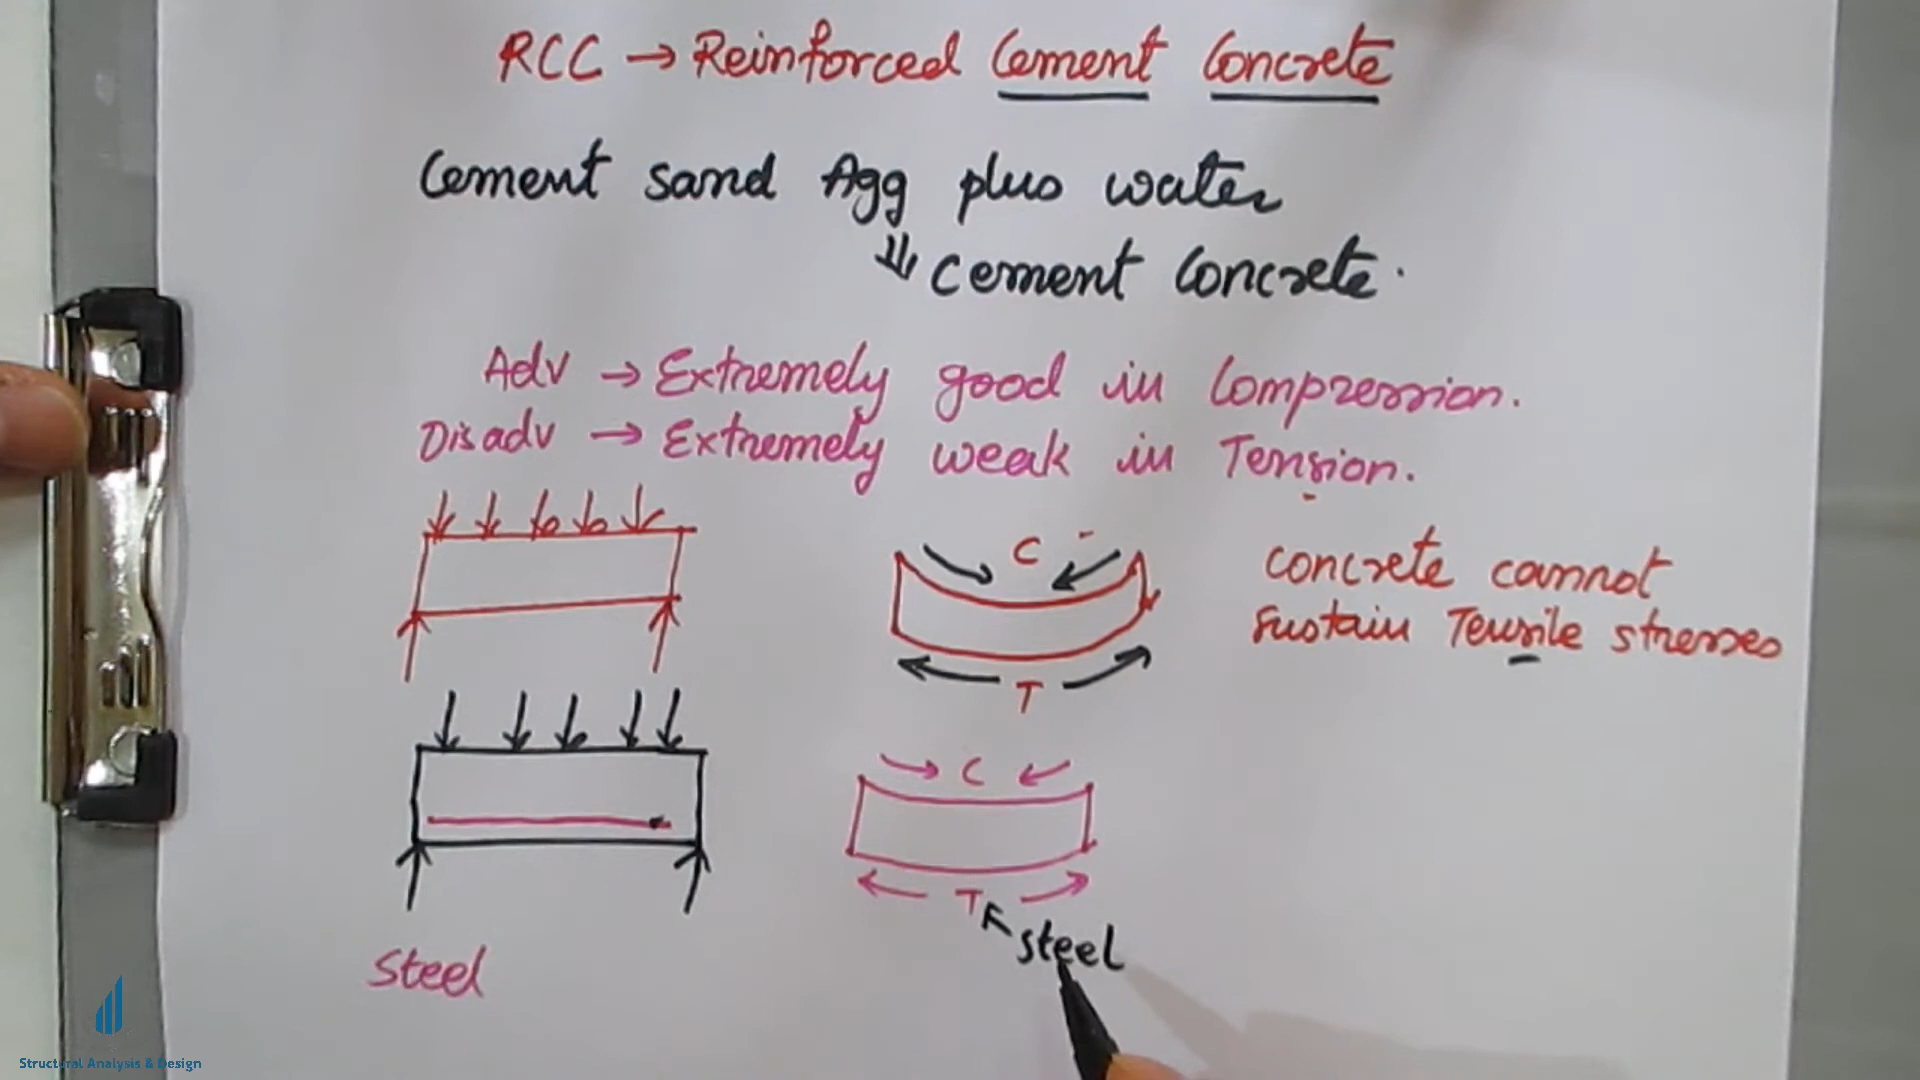 RCC → Reinforced Cement Concrete
Cement sand Agg plus water
⇓ Cement Concrete.
Adv → Extremely good in Compression.
Disadv → Extremely weak in Tension.
C
T
concrete cannot
sustain Tensile stresses
C
T
steel
Steel
Structural Analysis & Design